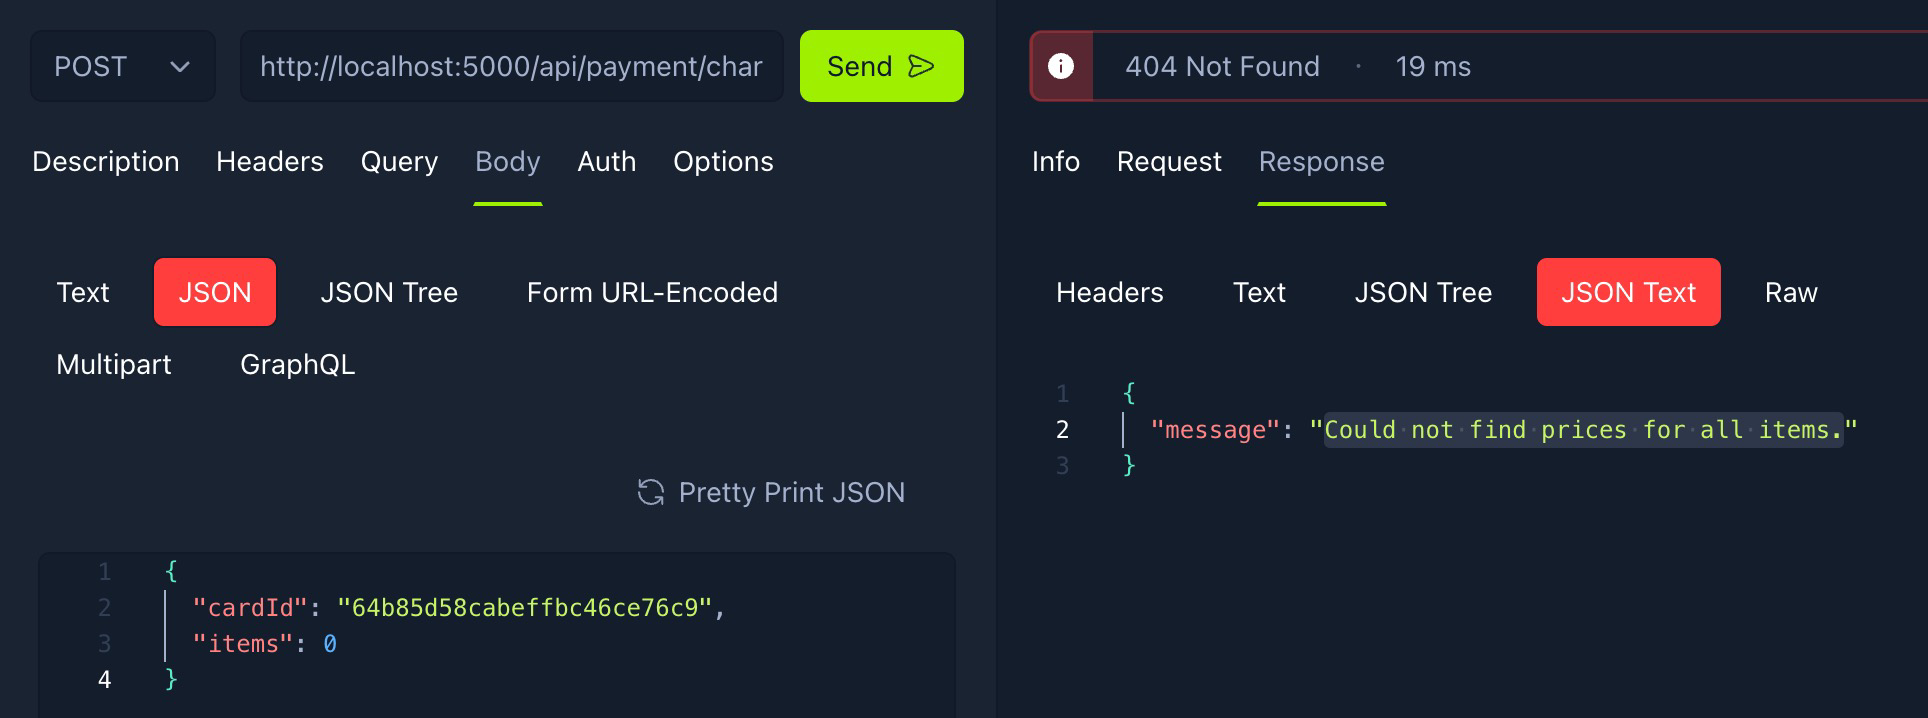 POST
http://localhost:5000/api/payment/char
Send
Description Headers Query Body Auth Options
Text JSON JSON Tree Form URL-Encoded
Multipart GraphQL
Pretty Print JSON
1 {
2 "cardId": "64b85d58cabeffbc46ce76c9",
3 "items": 0
4 }
404 Not Found · 19 ms
Info Request Response
Headers Text JSON Tree JSON Text Raw
1 {
2 "message": "Could not find prices for all items."
3 }